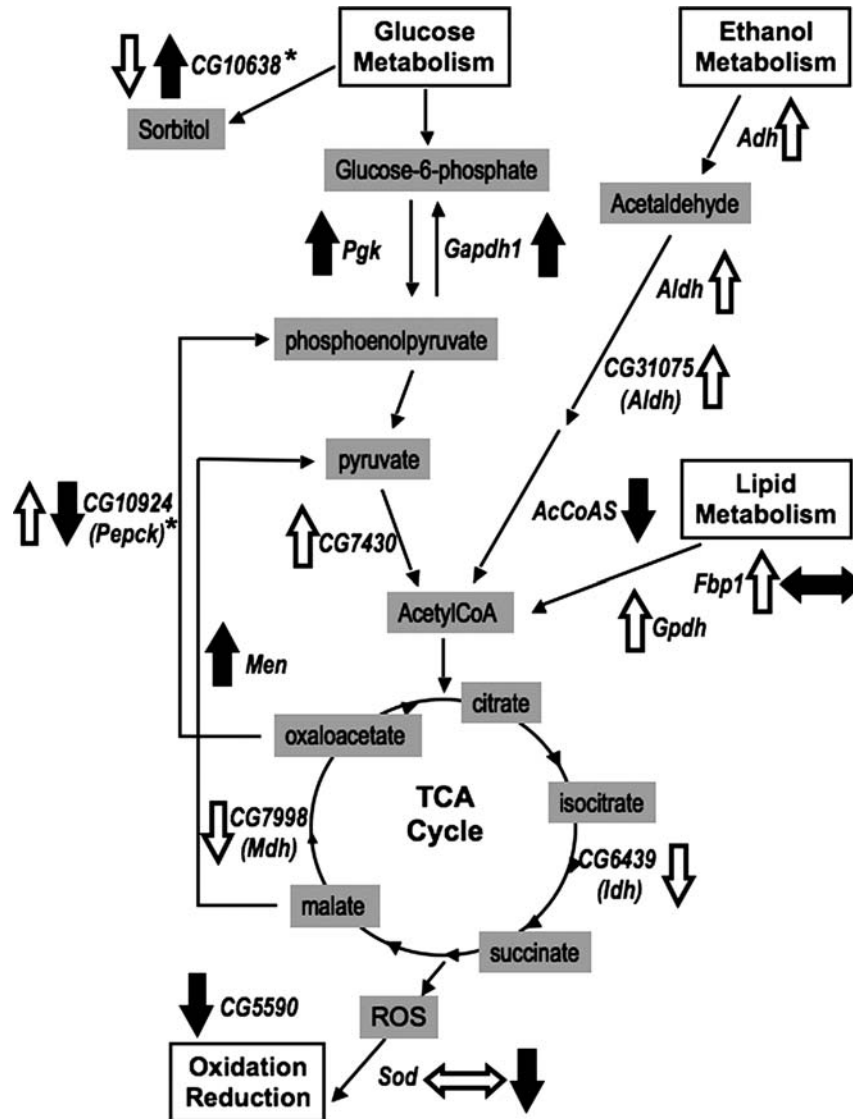 Glucose
Metabolism
Ethanol
Metabolism
CG10638*
Sorbitol
Adh
Glucose-6-phosphate
Acetaldehyde
Pgk
Gapdh1
Aldh
phosphoenolpyruvate
CG31075
(Aldh)
pyruvate
Lipid
Metabolism
CG10924
(Pepck)*
CG7430
AcCoAS
Fbp1
AcetylCoA
Gpdh
Men
citrate
oxaloacetate
TCA
Cycle
isocitrate
CG7998
(Mdh)
CG6439
(Idh)
malate
succinate
CG5590
ROS
Oxidation
Reduction
Sod